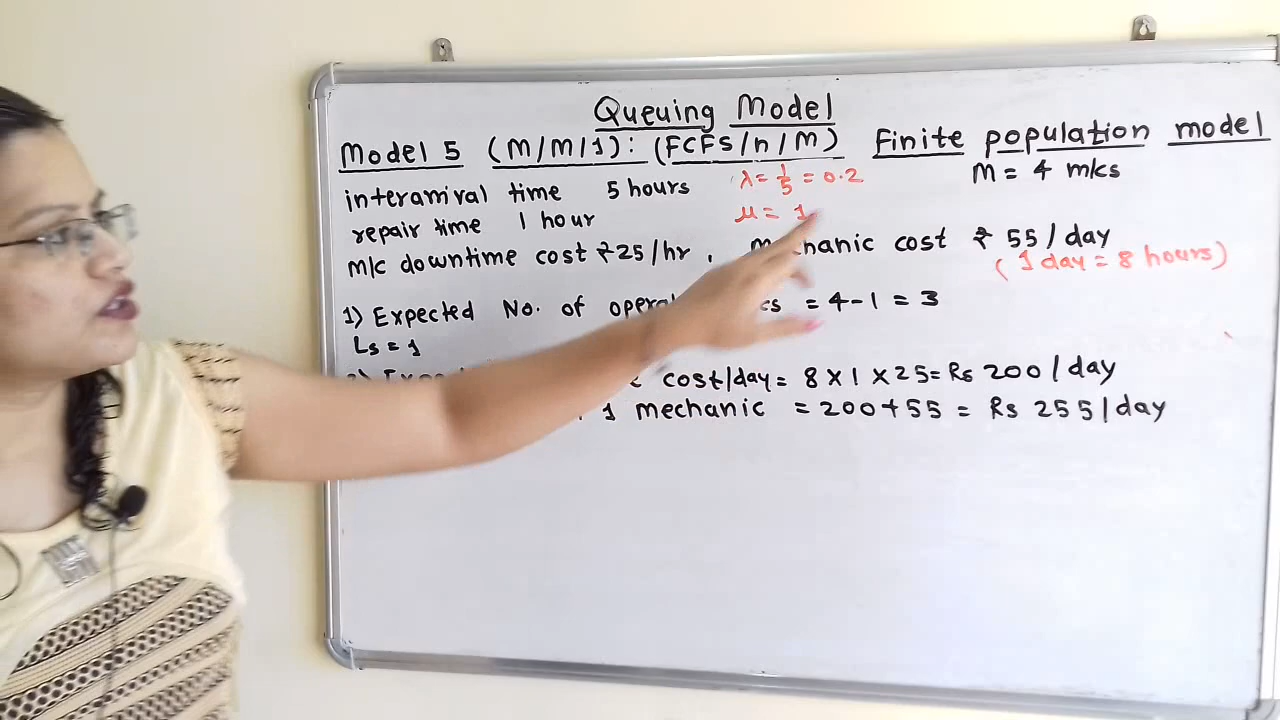 Queuing Model
Model 5 (M/M/1): (FCFS/n/M) Finite population model
interarrival time 5 hours λ = 1/5 = 0.2 M = 4 m/cs
repair time 1 hour μ = 1
m/c downtime cost ₹25/hr, cost ₹ 55/day
(1 day = 8 hours)
1) Expected No. of = 4-1 = 3
Ls = 1
cost/day = 8 x 1 x 25 = Rs 200/day
1 mechanic = 200+55 = Rs 255/day